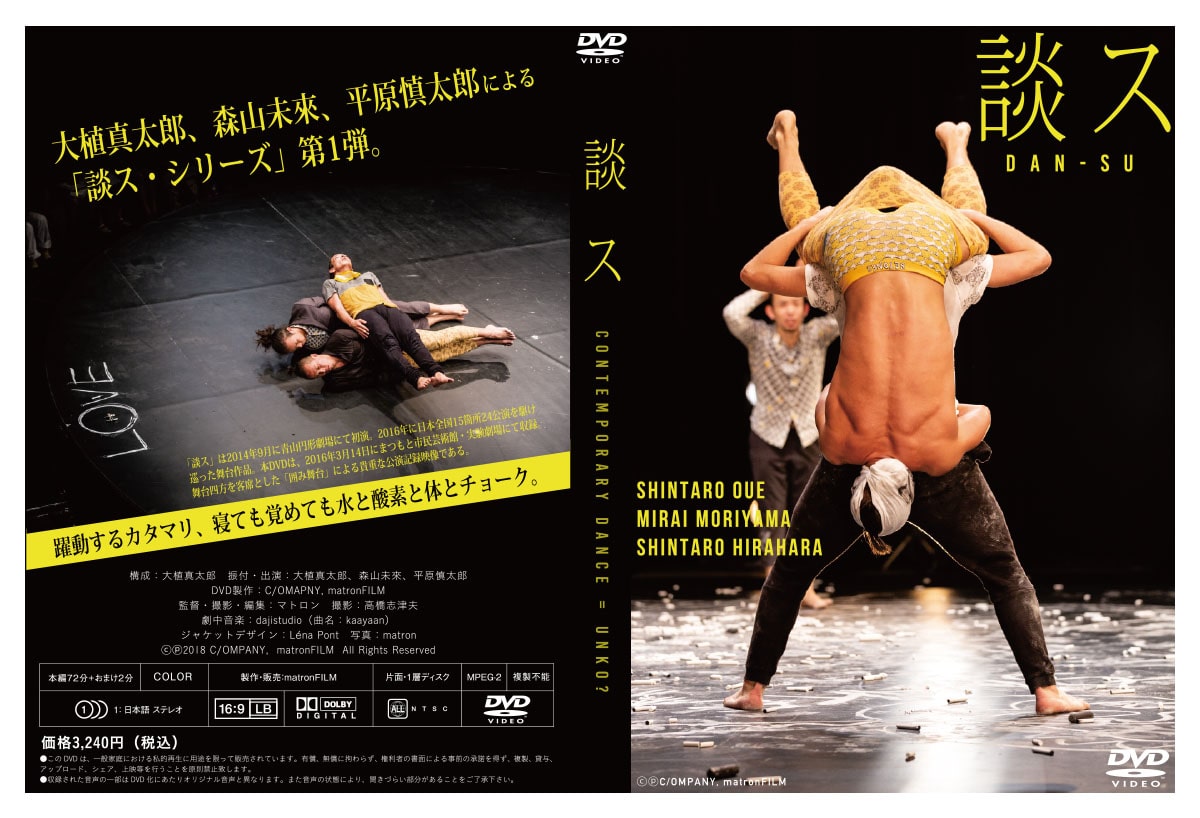 大植真太郎、森山未來、平原慎太郎による
「談ス・シリーズ」第1弾。
LOVE
「談ス」は2014年9月に青山円形劇場にて初演。2016年に日本全国15箇所24公演を駆け
巡った舞台作品。本DVDは、2016年3月14日にまつもと市民芸術館・実験劇場にて収録。
舞台四方を客席とした「囲み舞台」による貴重な公演記録映像である。
躍動するカタマリ、寝ても覚めても水と酸素と体とチョーク。
構成：大植真太郎　振付・出演：大植真太郎、森山未來、平原慎太郎
DVD製作：C/OMAPNY, matronFILM
監督・撮影・編集：マトロン　撮影：高橋志津夫
劇中音楽：dajistudio（曲名：kaayaan）
ジャケットデザイン：Léna Pont　写真：matron
ⓒⓅ2018 C/OMPANY, matronFILM All Rights Reserved
本編72分+おまけ2分 COLOR 製作・販売:matronFILM 片面・1層ディスク MPEG-2 複製不能
1 1: 日本語 ステレオ 16:9 LB DOLBY DIGITAL ALL NTSC DVD VIDEO
価格3,240円（税込）
●このDVDは、一般家庭における私的再生に用途を限って販売されています。有償、無償に拘わらず、権利者の書面による事前の承諾を得ず、複製、貸与、
アップロード、シェア、上映等を行うことを原則禁止致します。
●収録された音声の一部はDVD化にあたりオリジナル音声と異なります。また音声の状態により、聞きづらい部分があることをご了承下さい。
DVD
VIDEO
談ス
CONTEMPORARY DANCE = UNKO?
談ス
DAN-SU
SHINTARO OUE
MIRAI MORIYAMA
SHINTARO HIRAHARA
ⓒⓅC/OMPANY, matronFILM
DVD
VIDEO